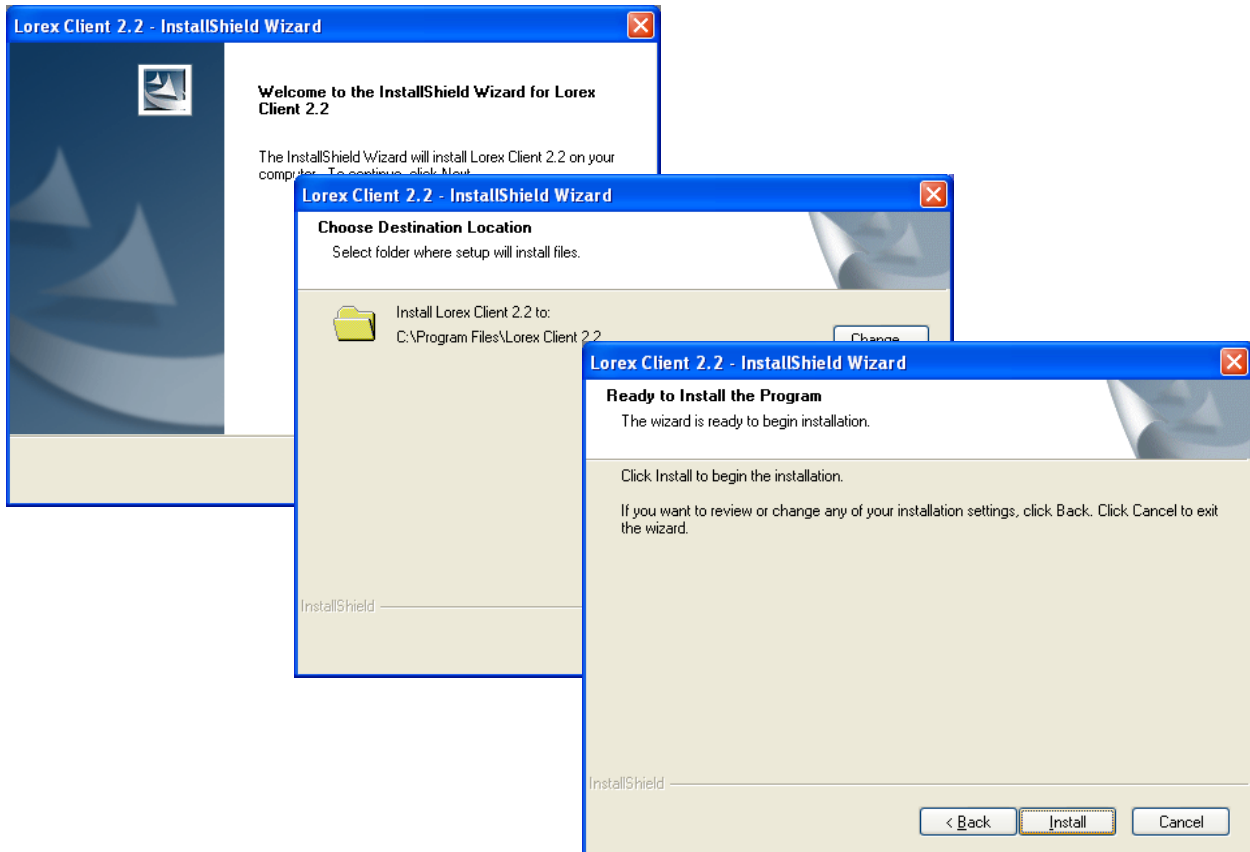 Lorex Client 2.2 - InstallShield Wizard
Welcome to the InstallShield Wizard for Lorex
Client 2.2
The InstallShield Wizard will install Lorex Client 2.2 on your
computer. To continue, click Next.
Lorex Client 2.2 - InstallShield Wizard
Choose Destination Location
Select folder where setup will install files.
Install Lorex Client 2.2 to:
C:\Program Files\Lorex Client 2.2
Change...
InstallShield
Lorex Client 2.2 - InstallShield Wizard
Ready to Install the Program
The wizard is ready to begin installation.
Click Install to begin the installation.
If you want to review or change any of your installation settings, click Back. Click Cancel to exit
the wizard.
InstallShield
< Back Install Cancel